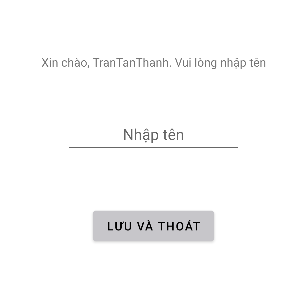 Xin chào, TranTanThanh. Vui lòng nhập tên
Nhập tên
LƯU VÀ THOÁT